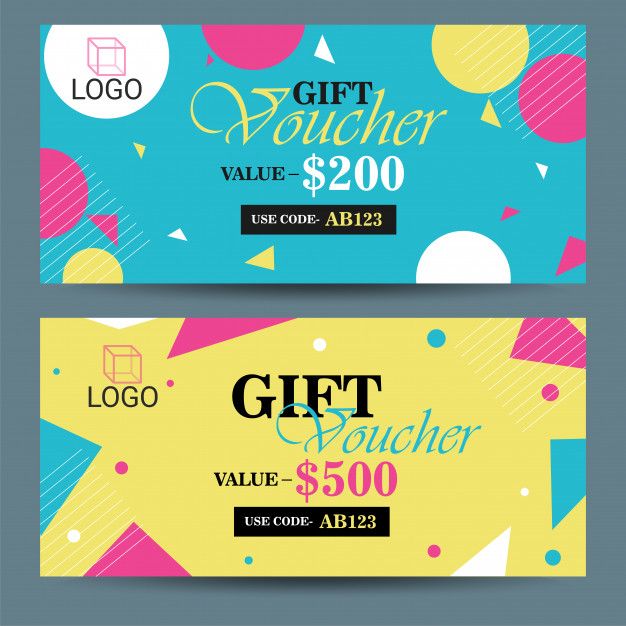 LOGO
GIFT
Voucher
VALUE – $200
USE CODE- AB123
LOGO
GIFT
Voucher
VALUE – $500
USE CODE- AB123